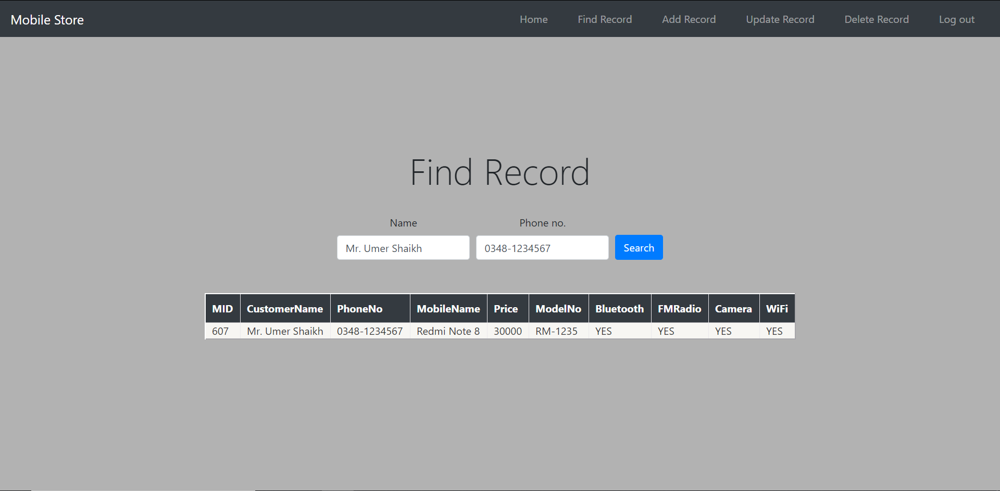 Mobile Store Home Find Record Add Record Update Record Delete Record Log out
Find Record
Name Phone no.
Mr. Umer Shaikh 0348-1234567 Search
MID CustomerName PhoneNo MobileName Price ModelNo Bluetooth FMRadio Camera WiFi
607 Mr. Umer Shaikh 0348-1234567 Redmi Note 8 30000 RM-1235 YES YES YES YES